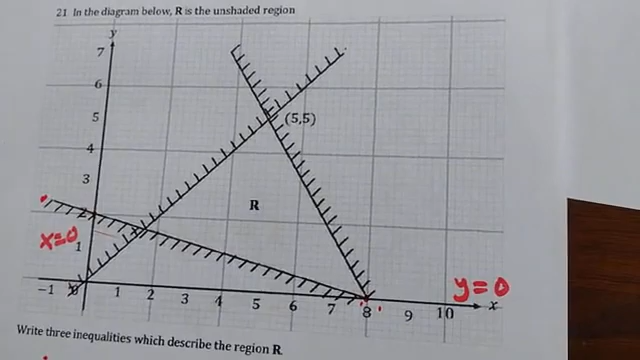 21 In the diagram below, R is the unshaded region
y
7
6
5
(5,5)
4
3
R
2
x=0
1
y=0
-1 0 1 2 3 4 5 6 7 8 9 10 x
Write three inequalities which describe the region R